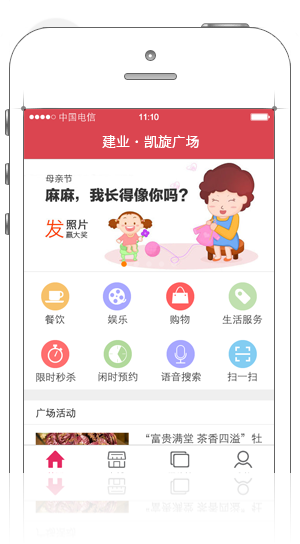 中国电信 11:10
建业·凯旋广场
母亲节
麻麻，我长得像你吗?
发 照片
赢大奖
餐饮 娱乐 购物 生活服务
限时秒杀 闲时预约 语音搜索 扫一扫
广场活动
“富贵满堂 茶香四溢”牡